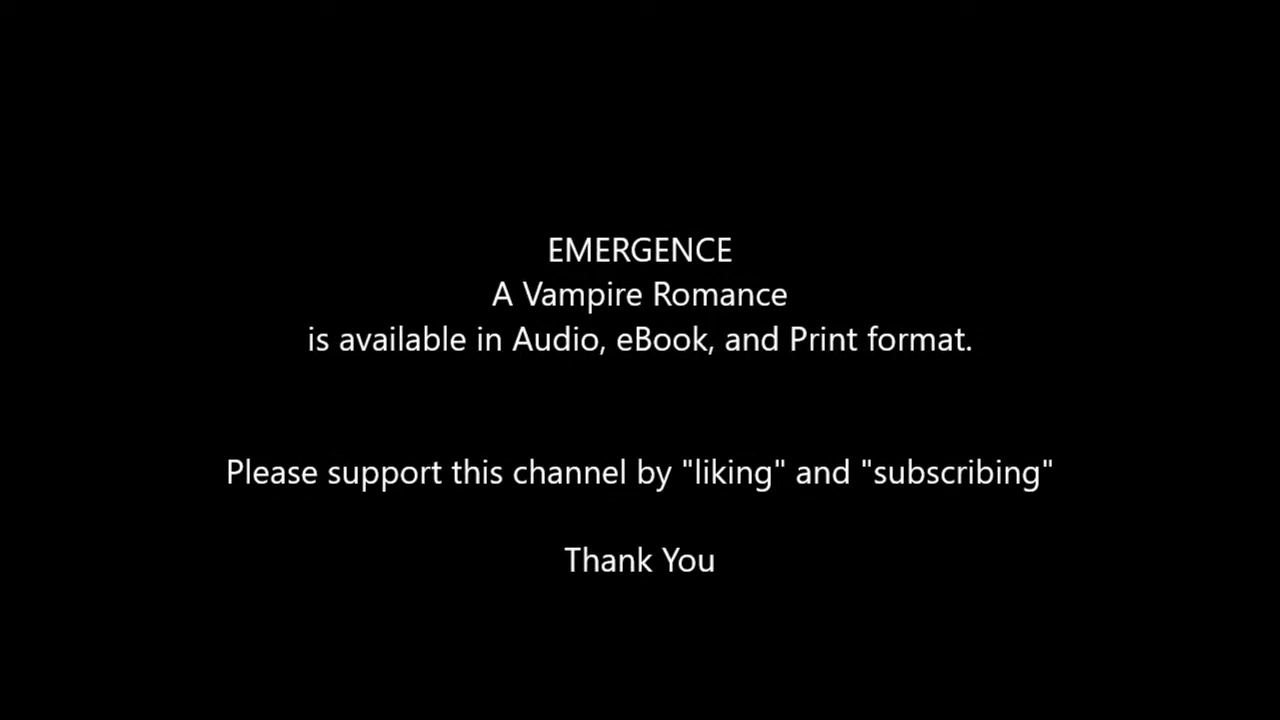 EMERGENCE
A Vampire Romance
is available in Audio, eBook, and Print format.
Please support this channel by "liking" and "subscribing"
Thank You